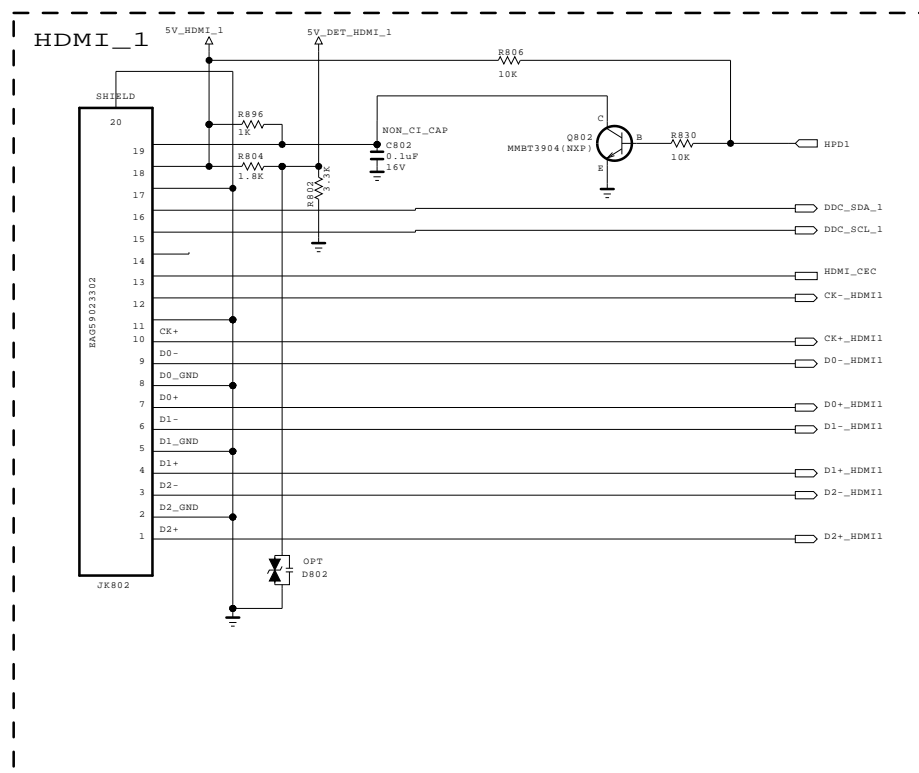 HDMI_1
5V_HDMI_1
5V_DET_HDMI_1
R806
10K
SHIELD
20
R896
1K
NON_CI_CAP
C802
0.1uF
16V
C
Q802
MMBT3904(NXP)
B
E
R830
10K
HPD1
19
R804
1.8K
18
R802
3.3K
17
16
DDC_SDA_1
15
DDC_SCL_1
14
13
HDMI_CEC
12
CK-_HDMI1
EAG59023302
11
CK+
10
CK+_HDMI1
D0-
9
D0-_HDMI1
D0_GND
8
D0+
7
D0+_HDMI1
D1-
6
D1-_HDMI1
D1_GND
5
D1+
4
D1+_HDMI1
D2-
3
D2-_HDMI1
D2_GND
2
D2+
1
D2+_HDMI1
OPT
D802
JK802